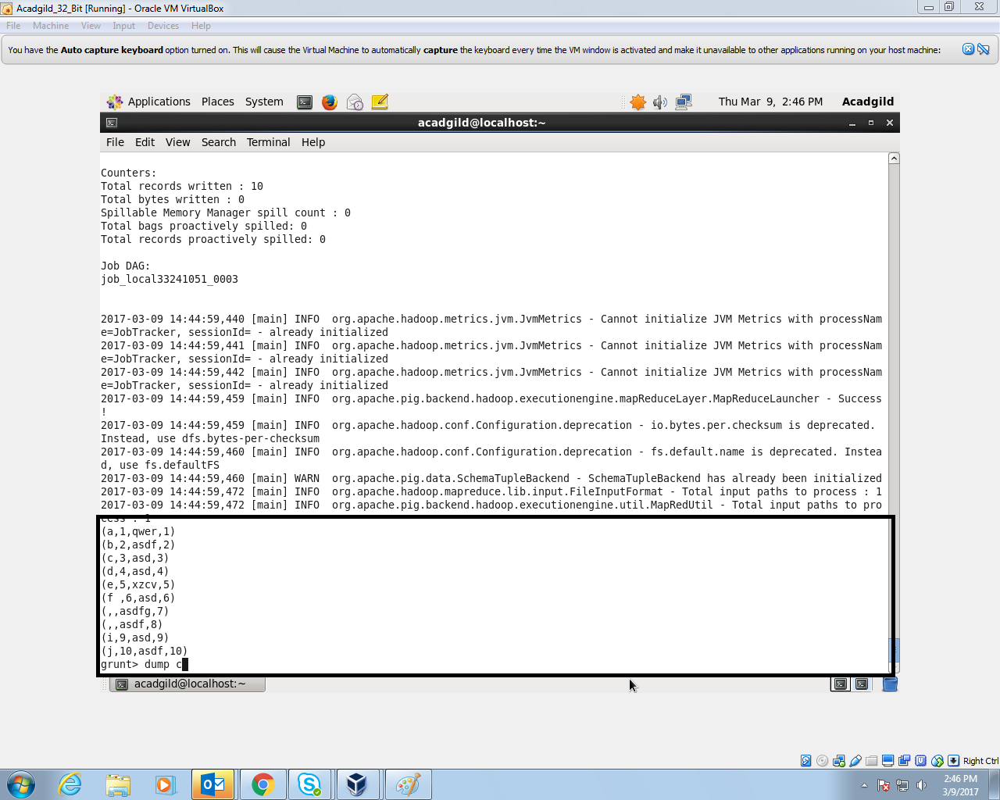 Acadgild_32_Bit [Running] - Oracle VM VirtualBox
File Machine View Input Devices Help
You have the Auto capture keyboard option turned on. This will cause the Virtual Machine to automatically capture the keyboard every time the VM window is activated and make it unavailable to other applications running on your host machine:
Applications Places System Thu Mar 9, 2:46 PM Acadgild
acadgild@localhost:~
File Edit View Search Terminal Help
Counters:
Total records written : 10
Total bytes written : 0
Spillable Memory Manager spill count : 0
Total bags proactively spilled: 0
Total records proactively spilled: 0
Job DAG:
job_local33241051_0003
2017-03-09 14:44:59,440 [main] INFO  org.apache.hadoop.metrics.jvm.JvmMetrics - Cannot initialize JVM Metrics with processNam
e=JobTracker, sessionId= - already initialized
2017-03-09 14:44:59,441 [main] INFO  org.apache.hadoop.metrics.jvm.JvmMetrics - Cannot initialize JVM Metrics with processNam
e=JobTracker, sessionId= - already initialized
2017-03-09 14:44:59,442 [main] INFO  org.apache.hadoop.metrics.jvm.JvmMetrics - Cannot initialize JVM Metrics with processNam
e=JobTracker, sessionId= - already initialized
2017-03-09 14:44:59,459 [main] INFO  org.apache.pig.backend.hadoop.executionengine.mapReduceLayer.MapReduceLauncher - Success
!
2017-03-09 14:44:59,459 [main] INFO  org.apache.hadoop.conf.Configuration.deprecation - io.bytes.per.checksum is deprecated.
Instead, use dfs.bytes-per-checksum
2017-03-09 14:44:59,460 [main] INFO  org.apache.hadoop.conf.Configuration.deprecation - fs.default.name is deprecated. Instea
d, use fs.defaultFS
2017-03-09 14:44:59,460 [main] WARN  org.apache.pig.data.SchemaTupleBackend - SchemaTupleBackend has already been initialized
2017-03-09 14:44:59,472 [main] INFO  org.apache.hadoop.mapreduce.lib.input.FileInputFormat - Total input paths to process : 1
2017-03-09 14:44:59,472 [main] INFO  org.apache.pig.backend.hadoop.executionengine.util.MapRedUtil - Total input paths to pro
cess : 1
(a,1,qwer,1)
(b,2,asdf,2)
(c,3,asd,3)
(d,4,asd,4)
(e,5,xzcv,5)
(f ,6,asd,6)
(,,asdfg,7)
(,,asdf,8)
(i,9,asd,9)
(j,10,asdf,10)
grunt> dump c
acadgild@localhost:~
Right Ctrl
2:46 PM
3/9/2017